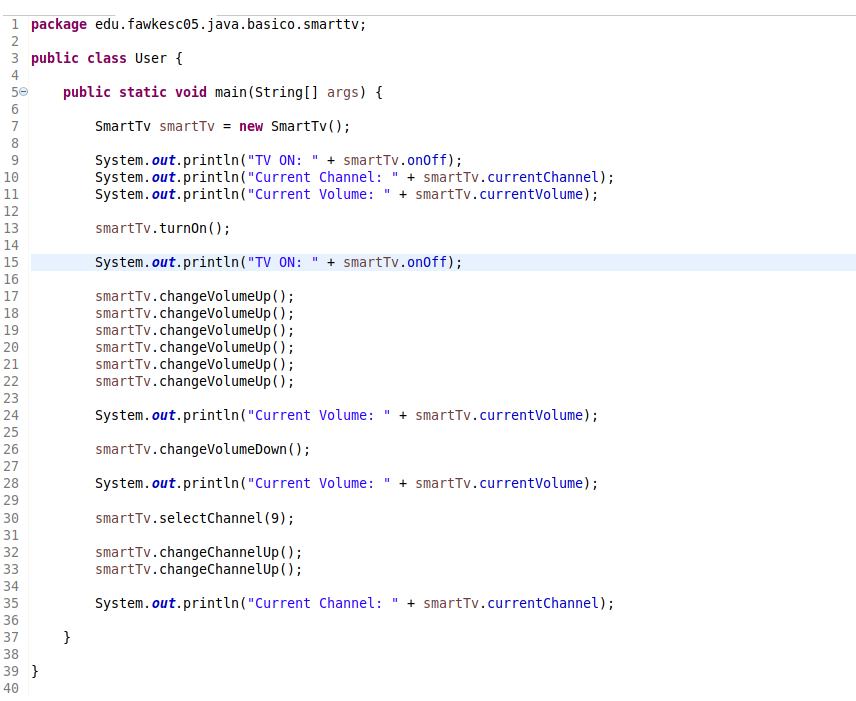 1 package edu.fawkesc05.java.basico.smarttv;
2
3 public class User {
4
5 public static void main(String[] args) {
6
7 SmartTv smartTv = new SmartTv();
8
9 System.out.println("TV ON: " + smartTv.onOff);
10 System.out.println("Current Channel: " + smartTv.currentChannel);
11 System.out.println("Current Volume: " + smartTv.currentVolume);
12
13 smartTv.turnOn();
14
15 System.out.println("TV ON: " + smartTv.onOff);
16
17 smartTv.changeVolumeUp();
18 smartTv.changeVolumeUp();
19 smartTv.changeVolumeUp();
20 smartTv.changeVolumeUp();
21 smartTv.changeVolumeUp();
22 smartTv.changeVolumeUp();
23
24 System.out.println("Current Volume: " + smartTv.currentVolume);
25
26 smartTv.changeVolumeDown();
27
28 System.out.println("Current Volume: " + smartTv.currentVolume);
29
30 smartTv.selectChannel(9);
31
32 smartTv.changeChannelUp();
33 smartTv.changeChannelUp();
34
35 System.out.println("Current Channel: " + smartTv.currentChannel);
36
37 }
38
39 }
40